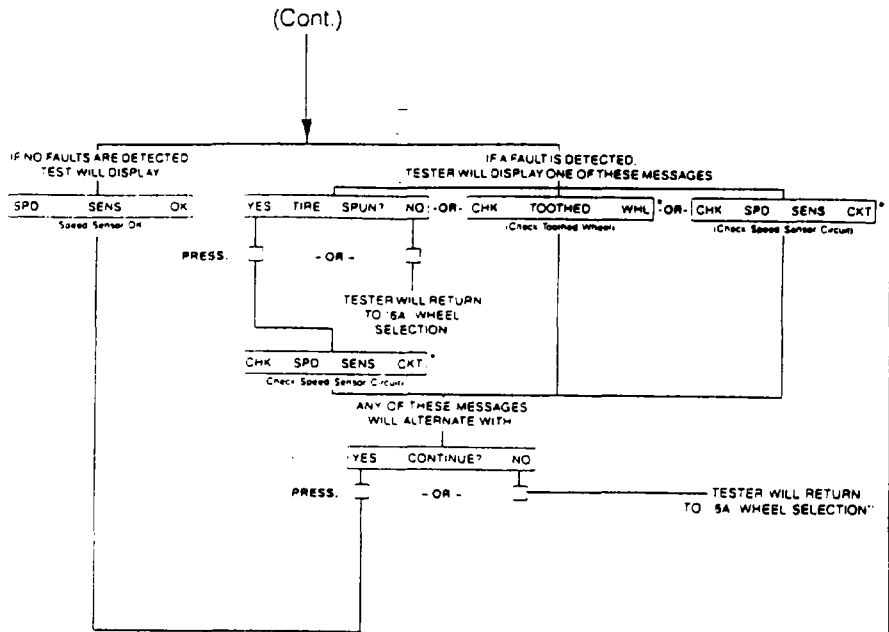 (Cont.)
IF NO FAULTS ARE DETECTED
TEST WILL DISPLAY
IF A FAULT IS DETECTED,
TESTER WILL DISPLAY ONE OF THESE MESSAGES
SPD SENS OK
Speed Sensor OK
YES TIRE SPUN? NO
-OR-
CHK TOOTHED WHL*
(Check Toothed Wheel)
-OR-
CHK SPD SENS CKT*
(Check Speed Sensor Circuit)
PRESS.
- OR -
TESTER WILL RETURN
TO "5A" WHEEL
SELECTION
CHK SPD SENS CKT.*
Check Speed Sensor Circuit)
ANY OF THESE MESSAGES
WILL ALTERNATE WITH
YES CONTINUE? NO
PRESS.
- OR -
TESTER WILL RETURN
TO 5A WHEEL SELECTION"